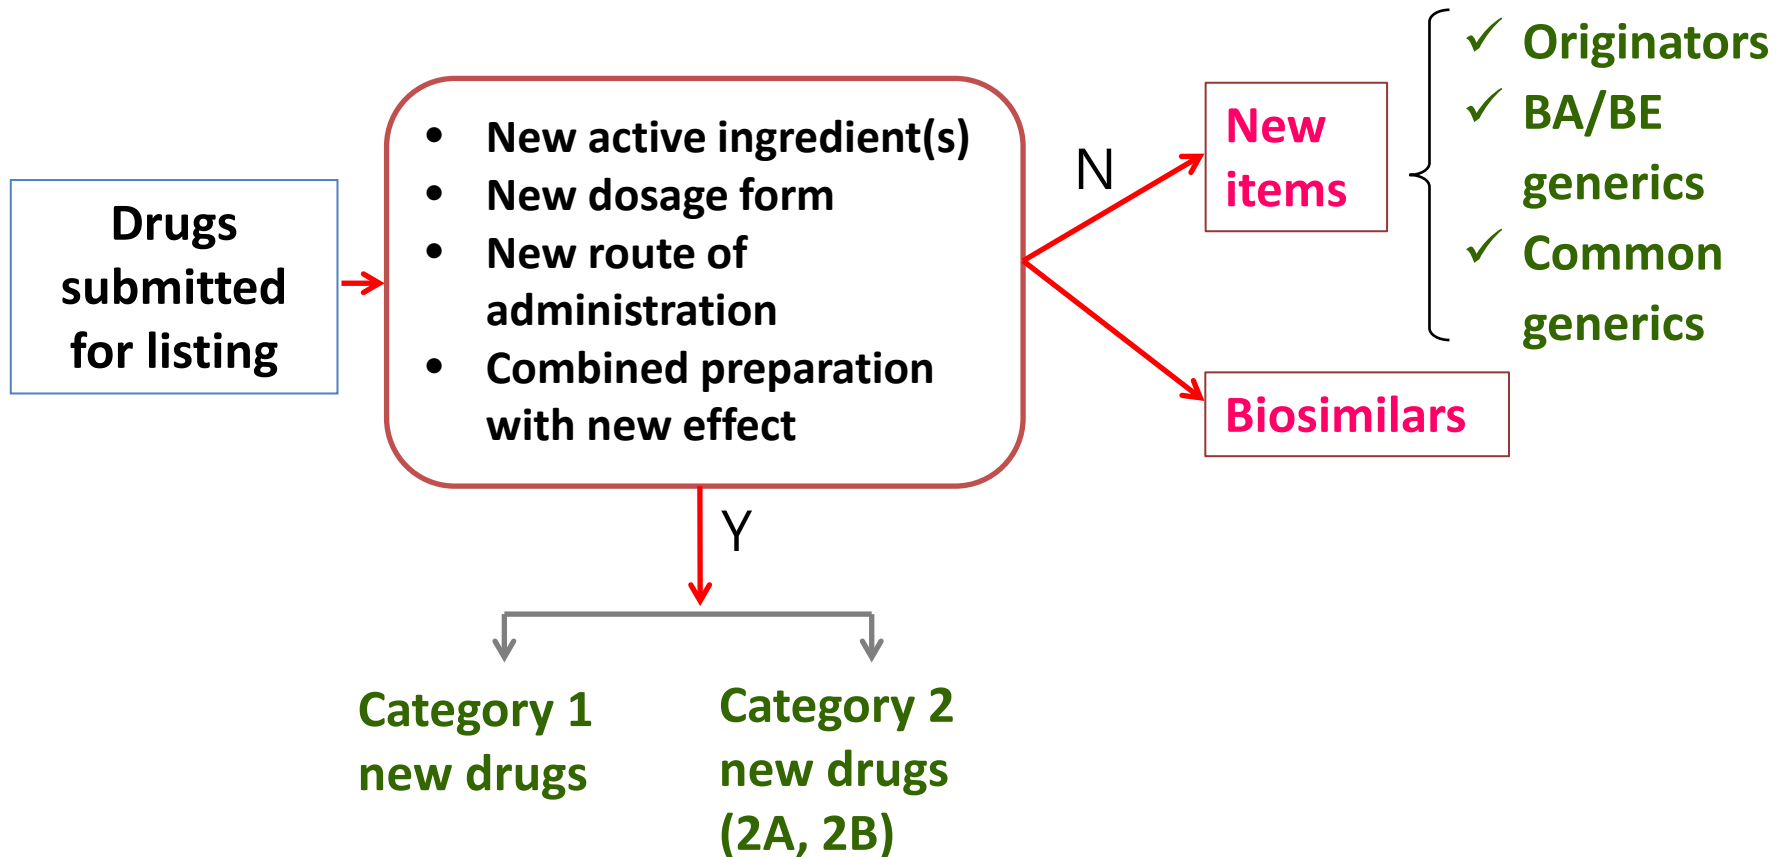 Drugs
submitted
for listing
• New active ingredient(s)
• New dosage form
• New route of
administration
• Combined preparation
with new effect
N
Y
New
items
✓ Originators
✓ BA/BE
generics
✓ Common
generics
Biosimilars
Category 1
new drugs
Category 2
new drugs
(2A, 2B)